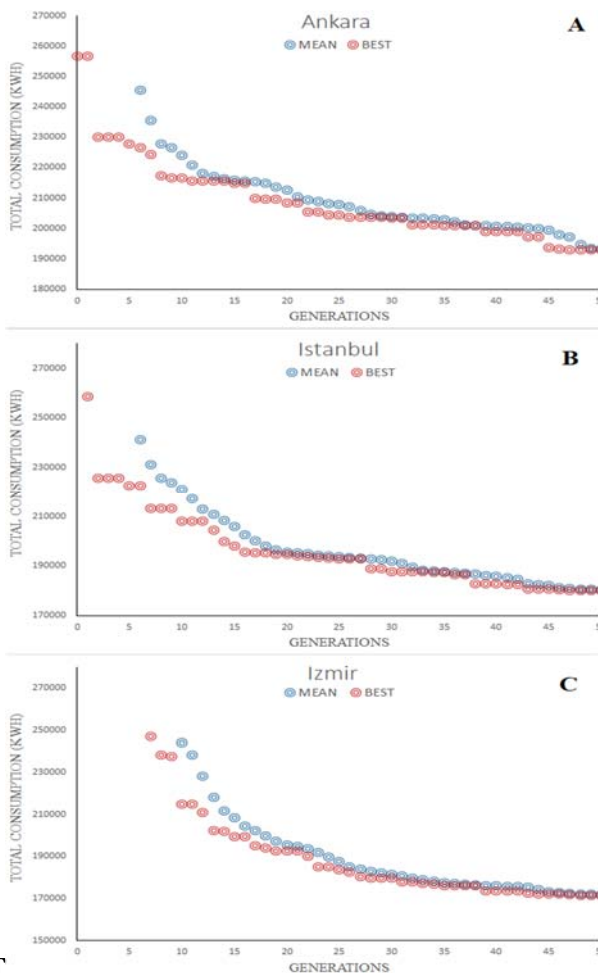 Ankara
A
MEAN BEST
TOTAL CONSUMPTION (KWH)
270000
260000
250000
240000
230000
220000
210000
200000
190000
180000
0 5 10 15 20 25 30 35 40 45 5
GENERATIONS
Istanbul
B
MEAN BEST
TOTAL CONSUMPTION (KWH)
270000
250000
230000
210000
190000
170000
0 5 10 15 20 25 30 35 40 45 5
GENERATIONS
Izmir
C
MEAN BEST
TOTAL CONSUMPTION (KWH)
270000
250000
230000
210000
190000
170000
150000
0 5 10 15 20 25 30 35 40 45 5
GENERATIONS